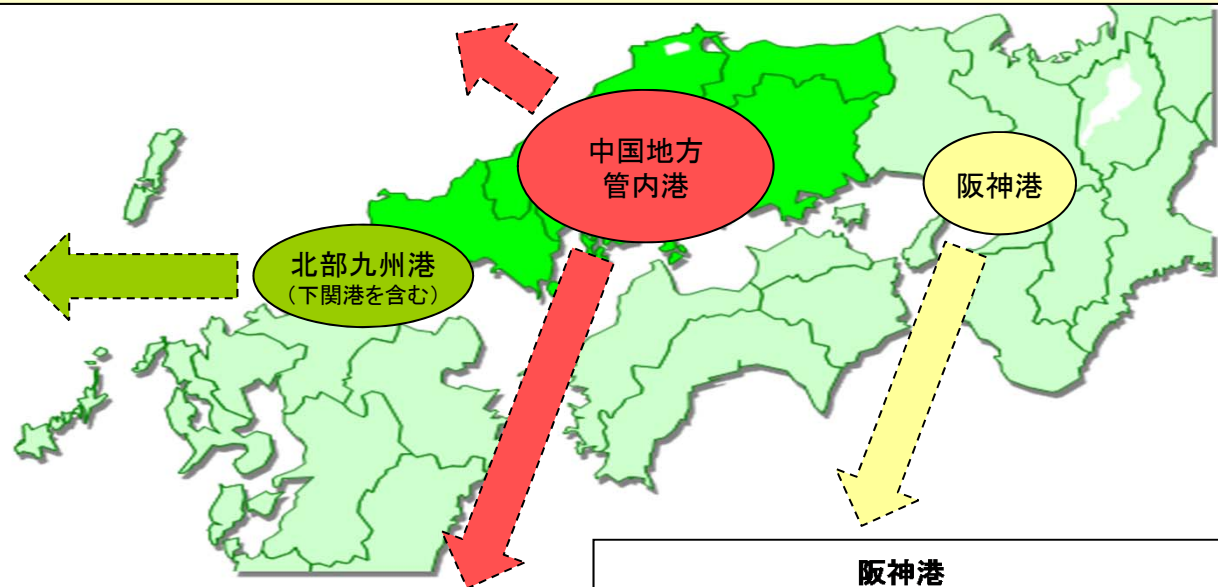 中国地方
管内港
阪神港
北部九州港
（下関港を含む）
阪神港